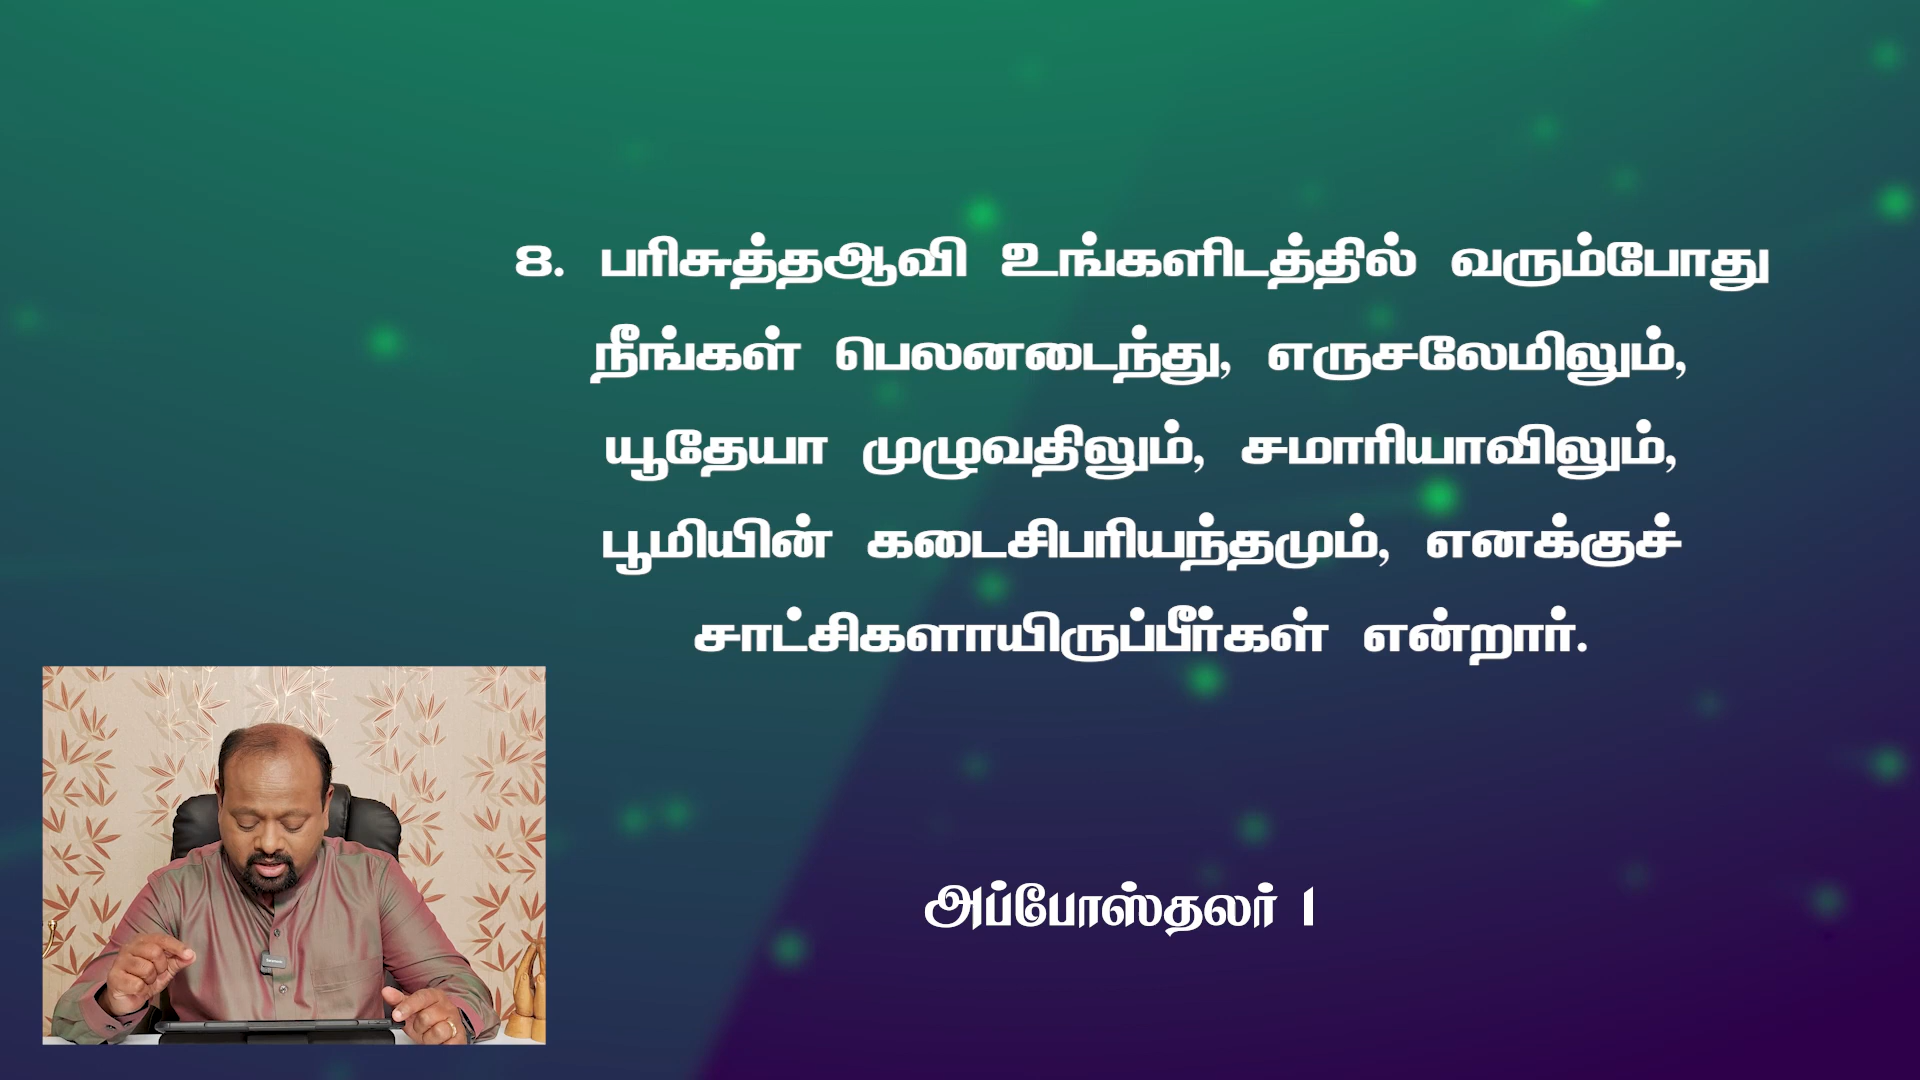 8. பரிசுத்தஆவி உங்களிடத்தில் வரும்போது
நீங்கள் பெலனடைந்து, எருசலேமிலும்,
யூதேயா முழுவதிலும், சமாரியாவிலும்,
பூமியின் கடைசிபரியந்தமும், எனக்குச்
சாட்சிகளாயிருப்பீர்கள் என்றார்.
அப்போஸ்தலர் 1